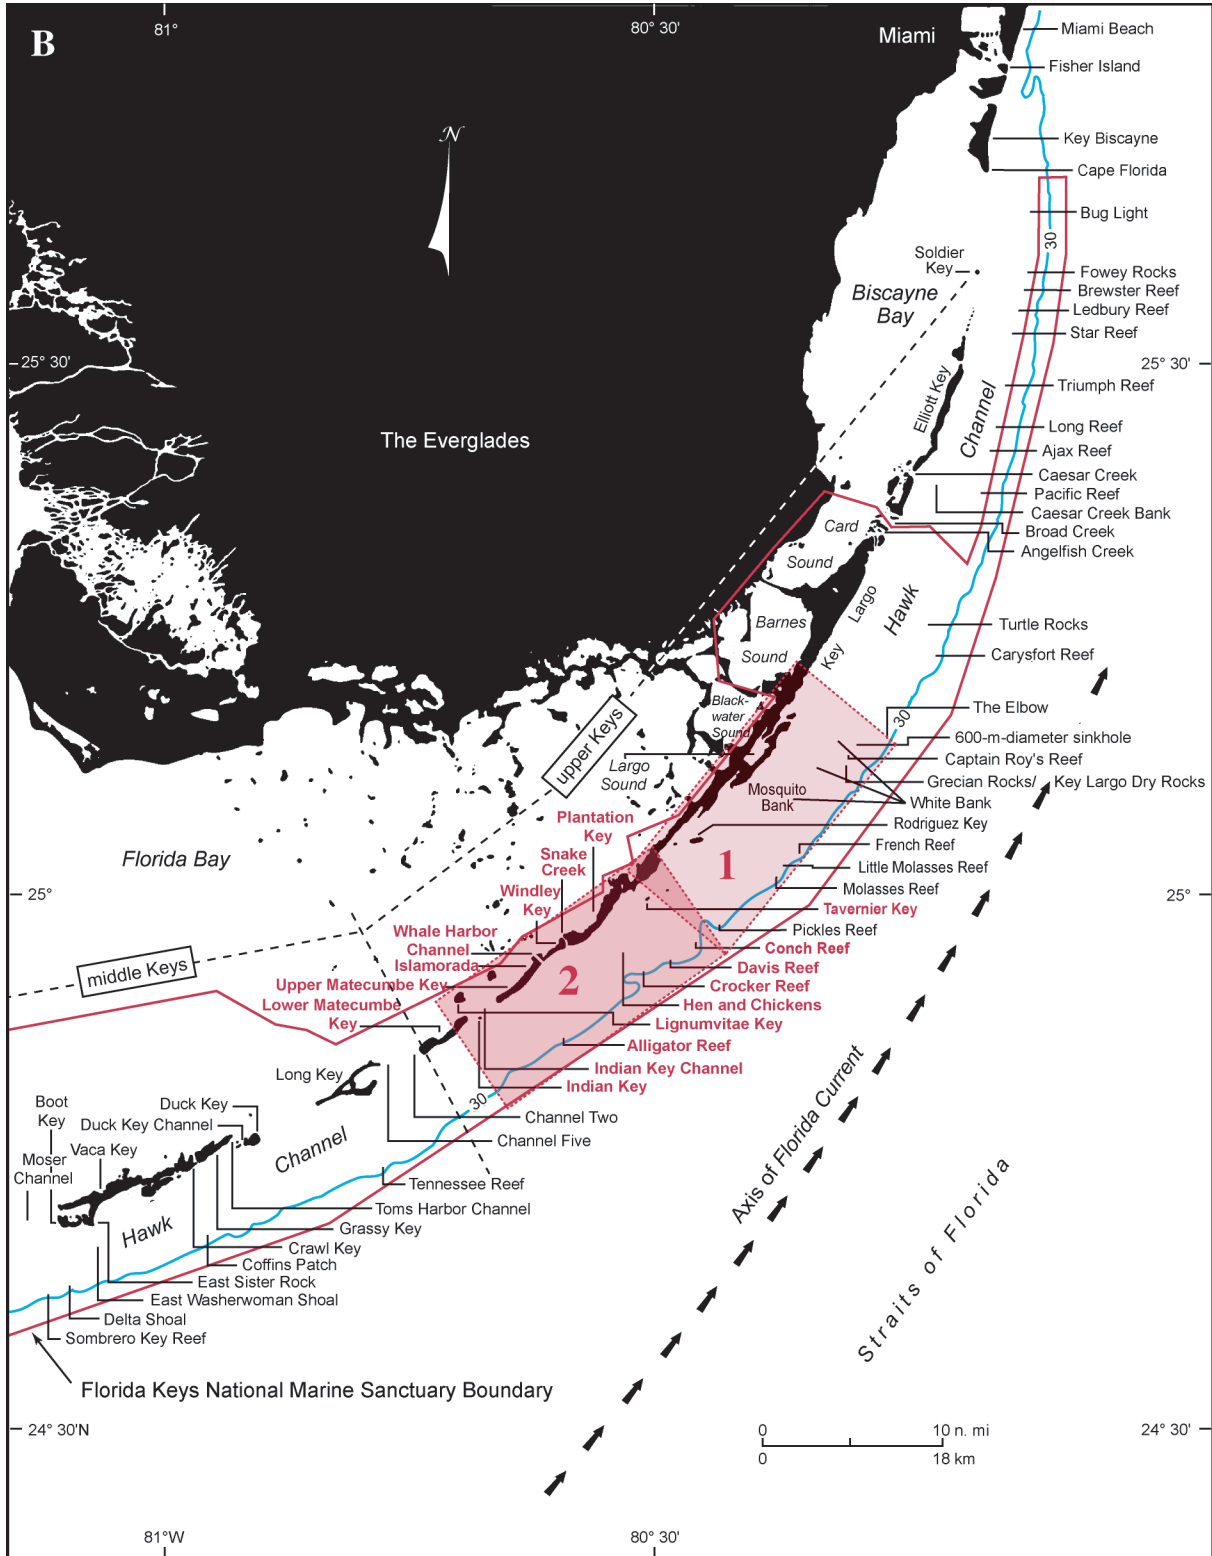 B
81°
80° 30'
Miami
Miami Beach
Fisher Island
N
Key Biscayne
Cape Florida
Bug Light
30
Soldier
Key
Fowey Rocks
Brewster Reef
Biscayne
Bay
Ledbury Reef
Star Reef
25° 30'
25° 30'
Elliott Key
Channel
Triumph Reef
The Everglades
Long Reef
Ajax Reef
Caesar Creek
Pacific Reef
Caesar Creek Bank
Card
Sound
Broad Creek
Angelfish Creek
Largo
Key
Hawk
Barnes
Sound
Turtle Rocks
Carysfort Reef
Black-
water
Sound
upper Keys
The Elbow
30
600-m-diameter sinkhole
Captain Roy's Reef
Largo
Sound
Grecian Rocks/ Key Largo Dry Rocks
Mosquito
Bank
White Bank
Plantation
Key
Rodriguez Key
French Reef
Florida Bay
Snake
Creek
1
Little Molasses Reef
Molasses Reef
25°
25°
Windley
Key
Tavernier Key
Pickles Reef
Whale Harbor
Channel
Conch Reef
middle Keys
Islamorada
Davis Reef
2
Upper Matecumbe Key
Crocker Reef
Lower Matecumbe
Key
Hen and Chickens
Lignumvitae Key
Alligator Reef
Indian Key Channel
Long Key
Indian Key
30
Boot
Key
Duck Key
Duck Key Channel
Channel Two
Channel Five
Vaca Key
Moser
Channel
Channel
Tennessee Reef
Hawk
Toms Harbor Channel
Grassy Key
Crawl Key
Coffins Patch
East Sister Rock
East Washerwoman Shoal
Delta Shoal
Sombrero Key Reef
Axis of Florida Current
Straits of Florida
Florida Keys National Marine Sanctuary Boundary
24° 30'N
24° 30'
0 10 n. mi
0 18 km
81°W
80° 30'